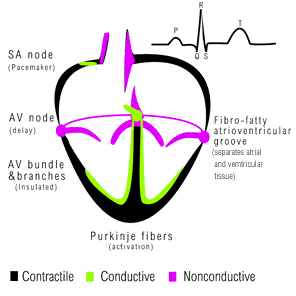 R
P
T
Q S
SA node
(Pacemaker)
AV node
(delay)
AV bundle
&branches
(Insulated)
Fibro-fatty
atrioventricular
groove
(separates atrial
and vemtricular
tissue)
Purkinje fibers
(activation)
Contractile Conductive Nonconductive